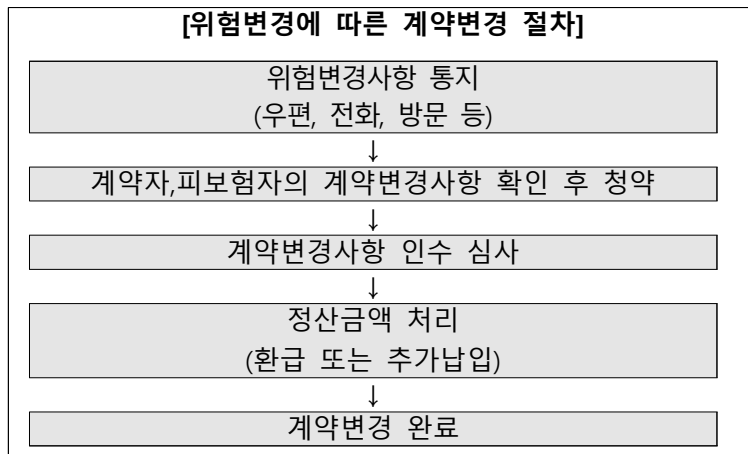 [위험변경에 따른 계약변경 절차]
위험변경사항 통지
(우편, 전화, 방문 등)
↓
계약자,피보험자의 계약변경사항 확인 후 청약
↓
계약변경사항 인수 심사
↓
정산금액 처리
(환급 또는 추가납입)
↓
계약변경 완료